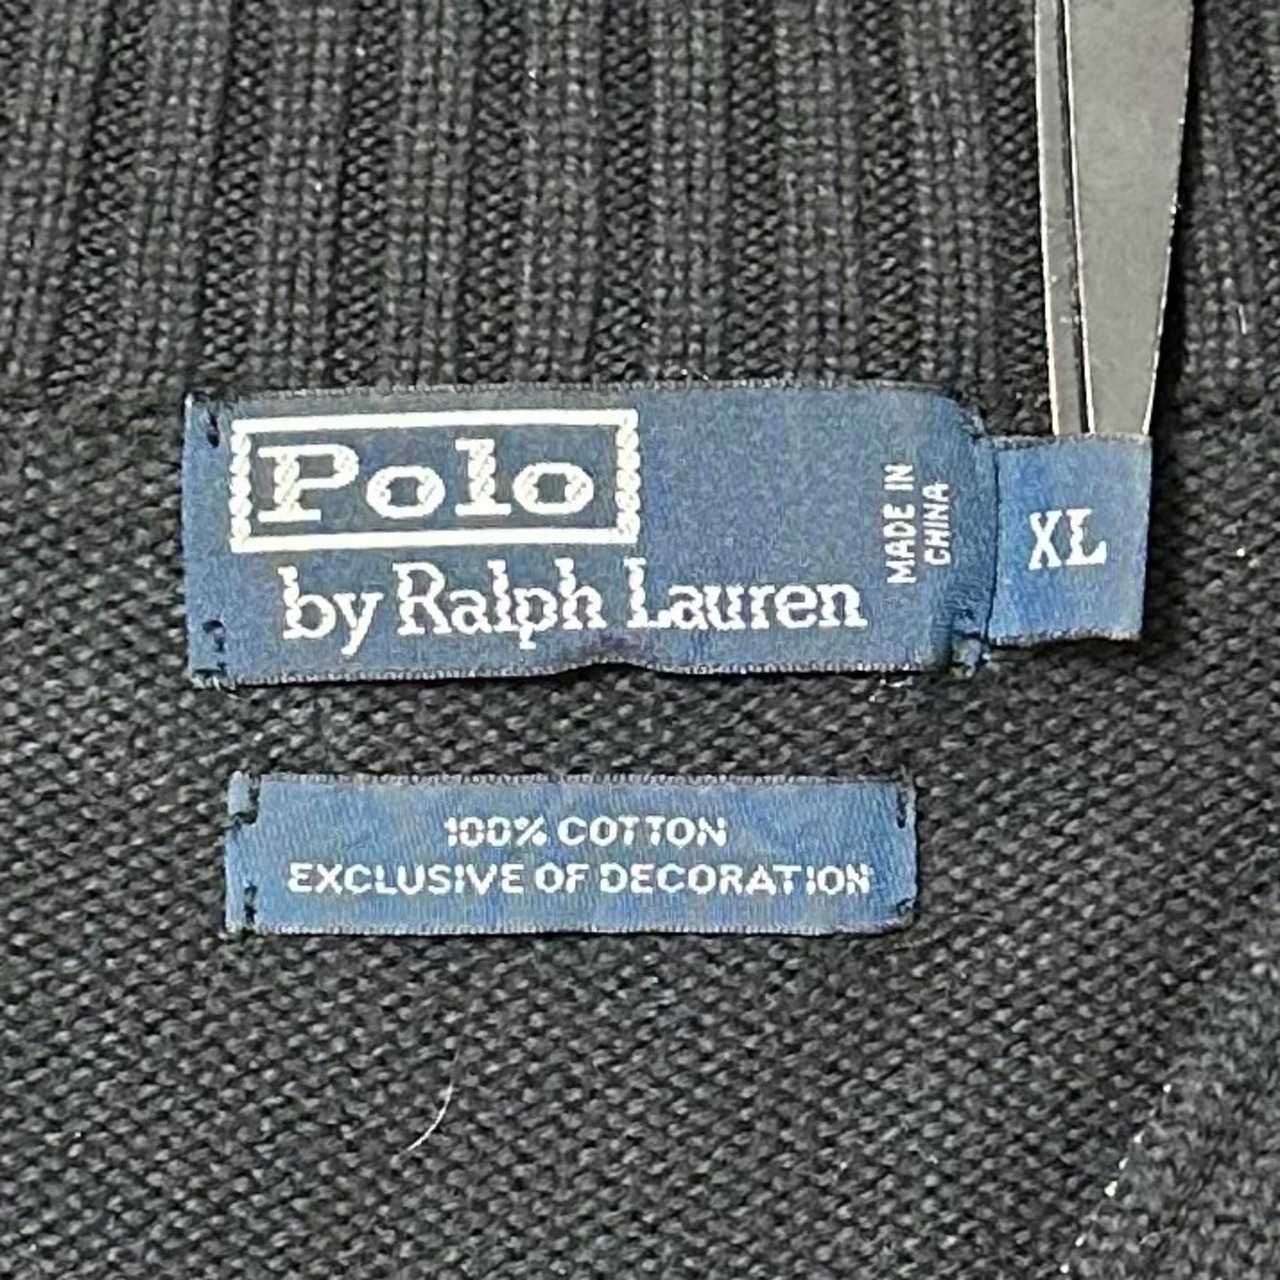 Polo
by Ralph Lauren
MADE IN
CHINA
XL
100% COTTON
EXCLUSIVE OF DECORATION